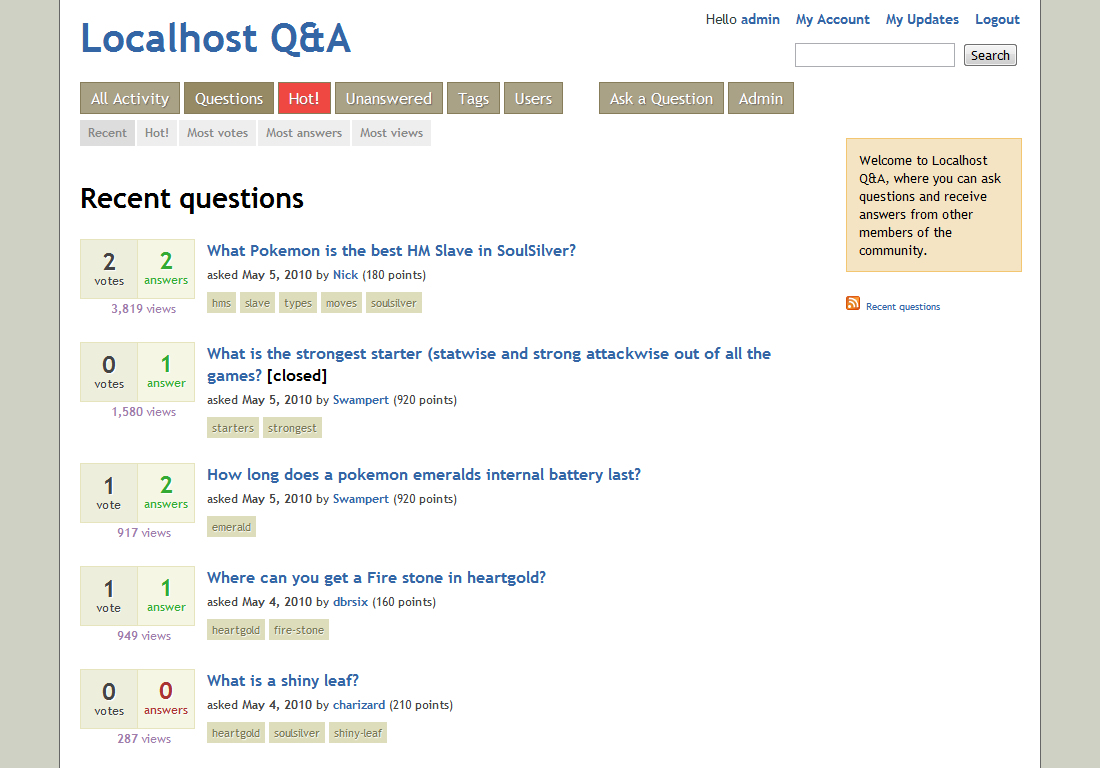 Hello admin My Account My Updates Logout
Localhost Q&A
Search
All Activity Questions Hot! Unanswered Tags Users Ask a Question Admin
Recent Hot! Most votes Most answers Most views
Welcome to Localhost
Q&A, where you can ask
questions and receive
answers from other
members of the
community.
Recent questions
Recent questions
2 votes
2 answers
3,819 views
What Pokemon is the best HM Slave in SoulSilver?
asked May 5, 2010 by Nick (180 points)
hms slave types moves soulsilver
0 votes
1 answer
1,580 views
What is the strongest starter (statwise and strong attackwise out of all the
games? [closed]
asked May 5, 2010 by Swampert (920 points)
starters strongest
1 vote
2 answers
917 views
How long does a pokemon emeralds internal battery last?
asked May 5, 2010 by Swampert (920 points)
emerald
1 vote
1 answer
949 views
Where can you get a Fire stone in heartgold?
asked May 4, 2010 by dbrsix (160 points)
heartgold fire-stone
0 votes
0 answers
287 views
What is a shiny leaf?
asked May 4, 2010 by charizard (210 points)
heartgold soulsilver shiny-leaf